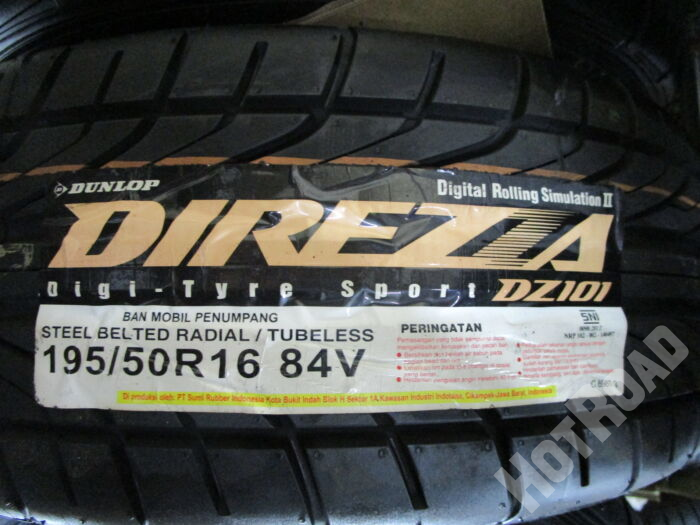 DUNLOP
Digital Rolling Simulation II
DIREZZA
Digi-Tyre Sport DZ101
BAN MOBIL PENUMPANG
STEEL BELTED RADIAL / TUBELESS
195/50R16 84V
PERINGATAN
SNI
Di produksi oleh: PT Sumi Rubber Indonesia Kota Bukit Indah Blok H Sektor 1A, Kawasan Industri Indotaisei, Cikampek-Jawa Barat, Indonesia
HOTROAD